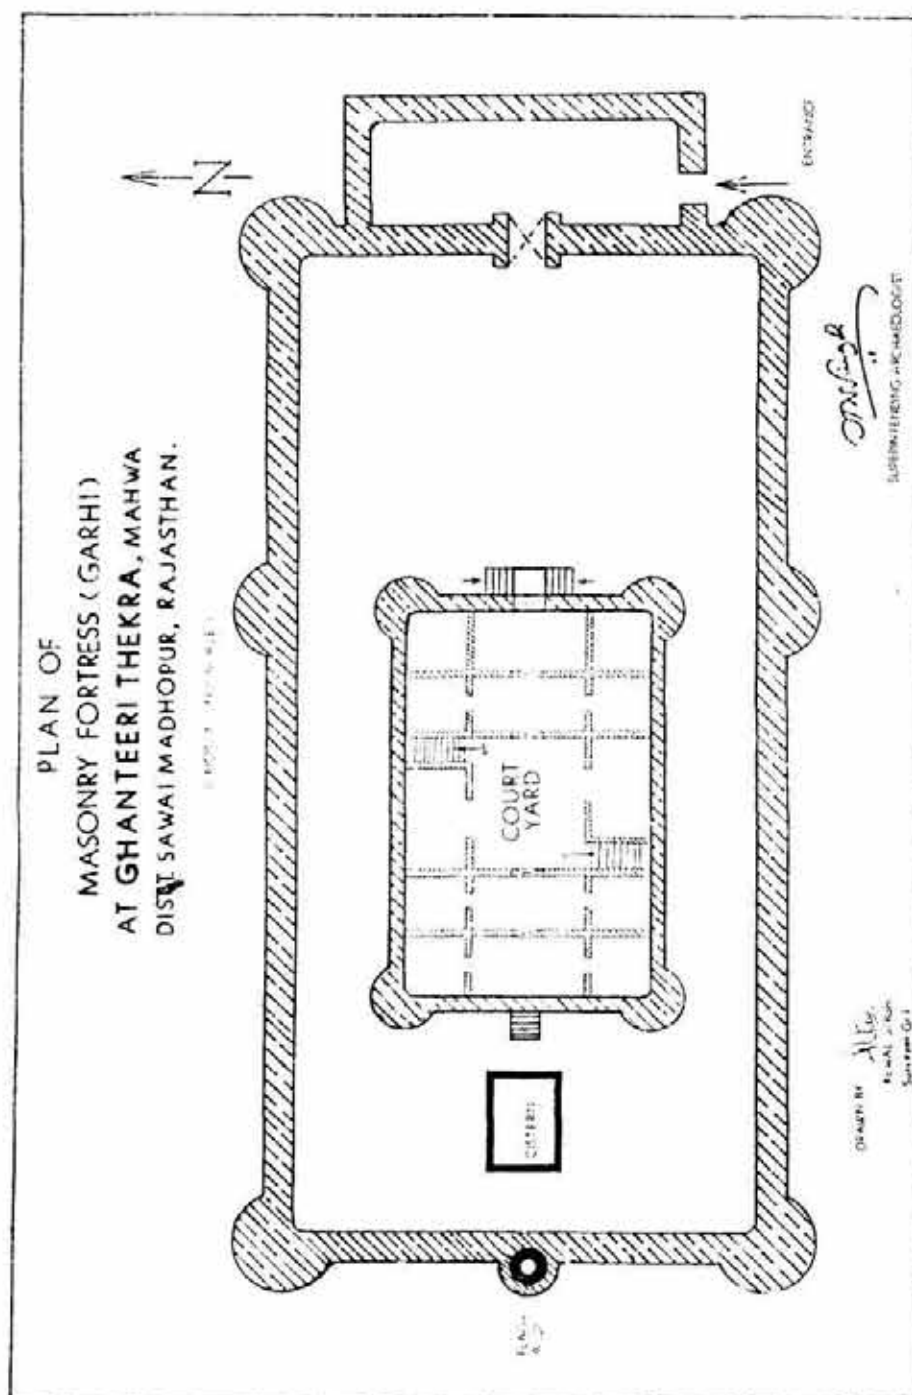 PLAN OF
MASONRY FORTRESS (GARHI)
AT GHANTEERI THEKRA, MAHWA
DISTT SAWAI MADHOPUR, RAJASTHAN.
N
ENTRANCE
COURT
YARD
CISTERN
SUPERINTENDING ARCHAEOLOGIST
DRAWN BY